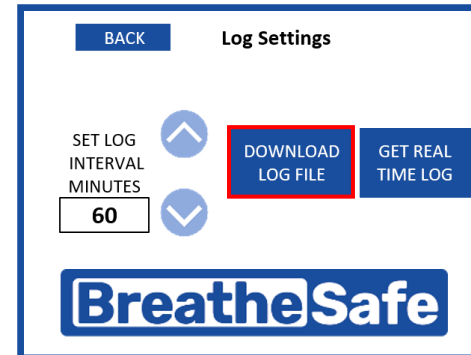 BACK
Log Settings
SET LOG
INTERVAL
MINUTES
60
DOWNLOAD
LOG FILE
GET REAL
TIME LOG
BreatheSafe